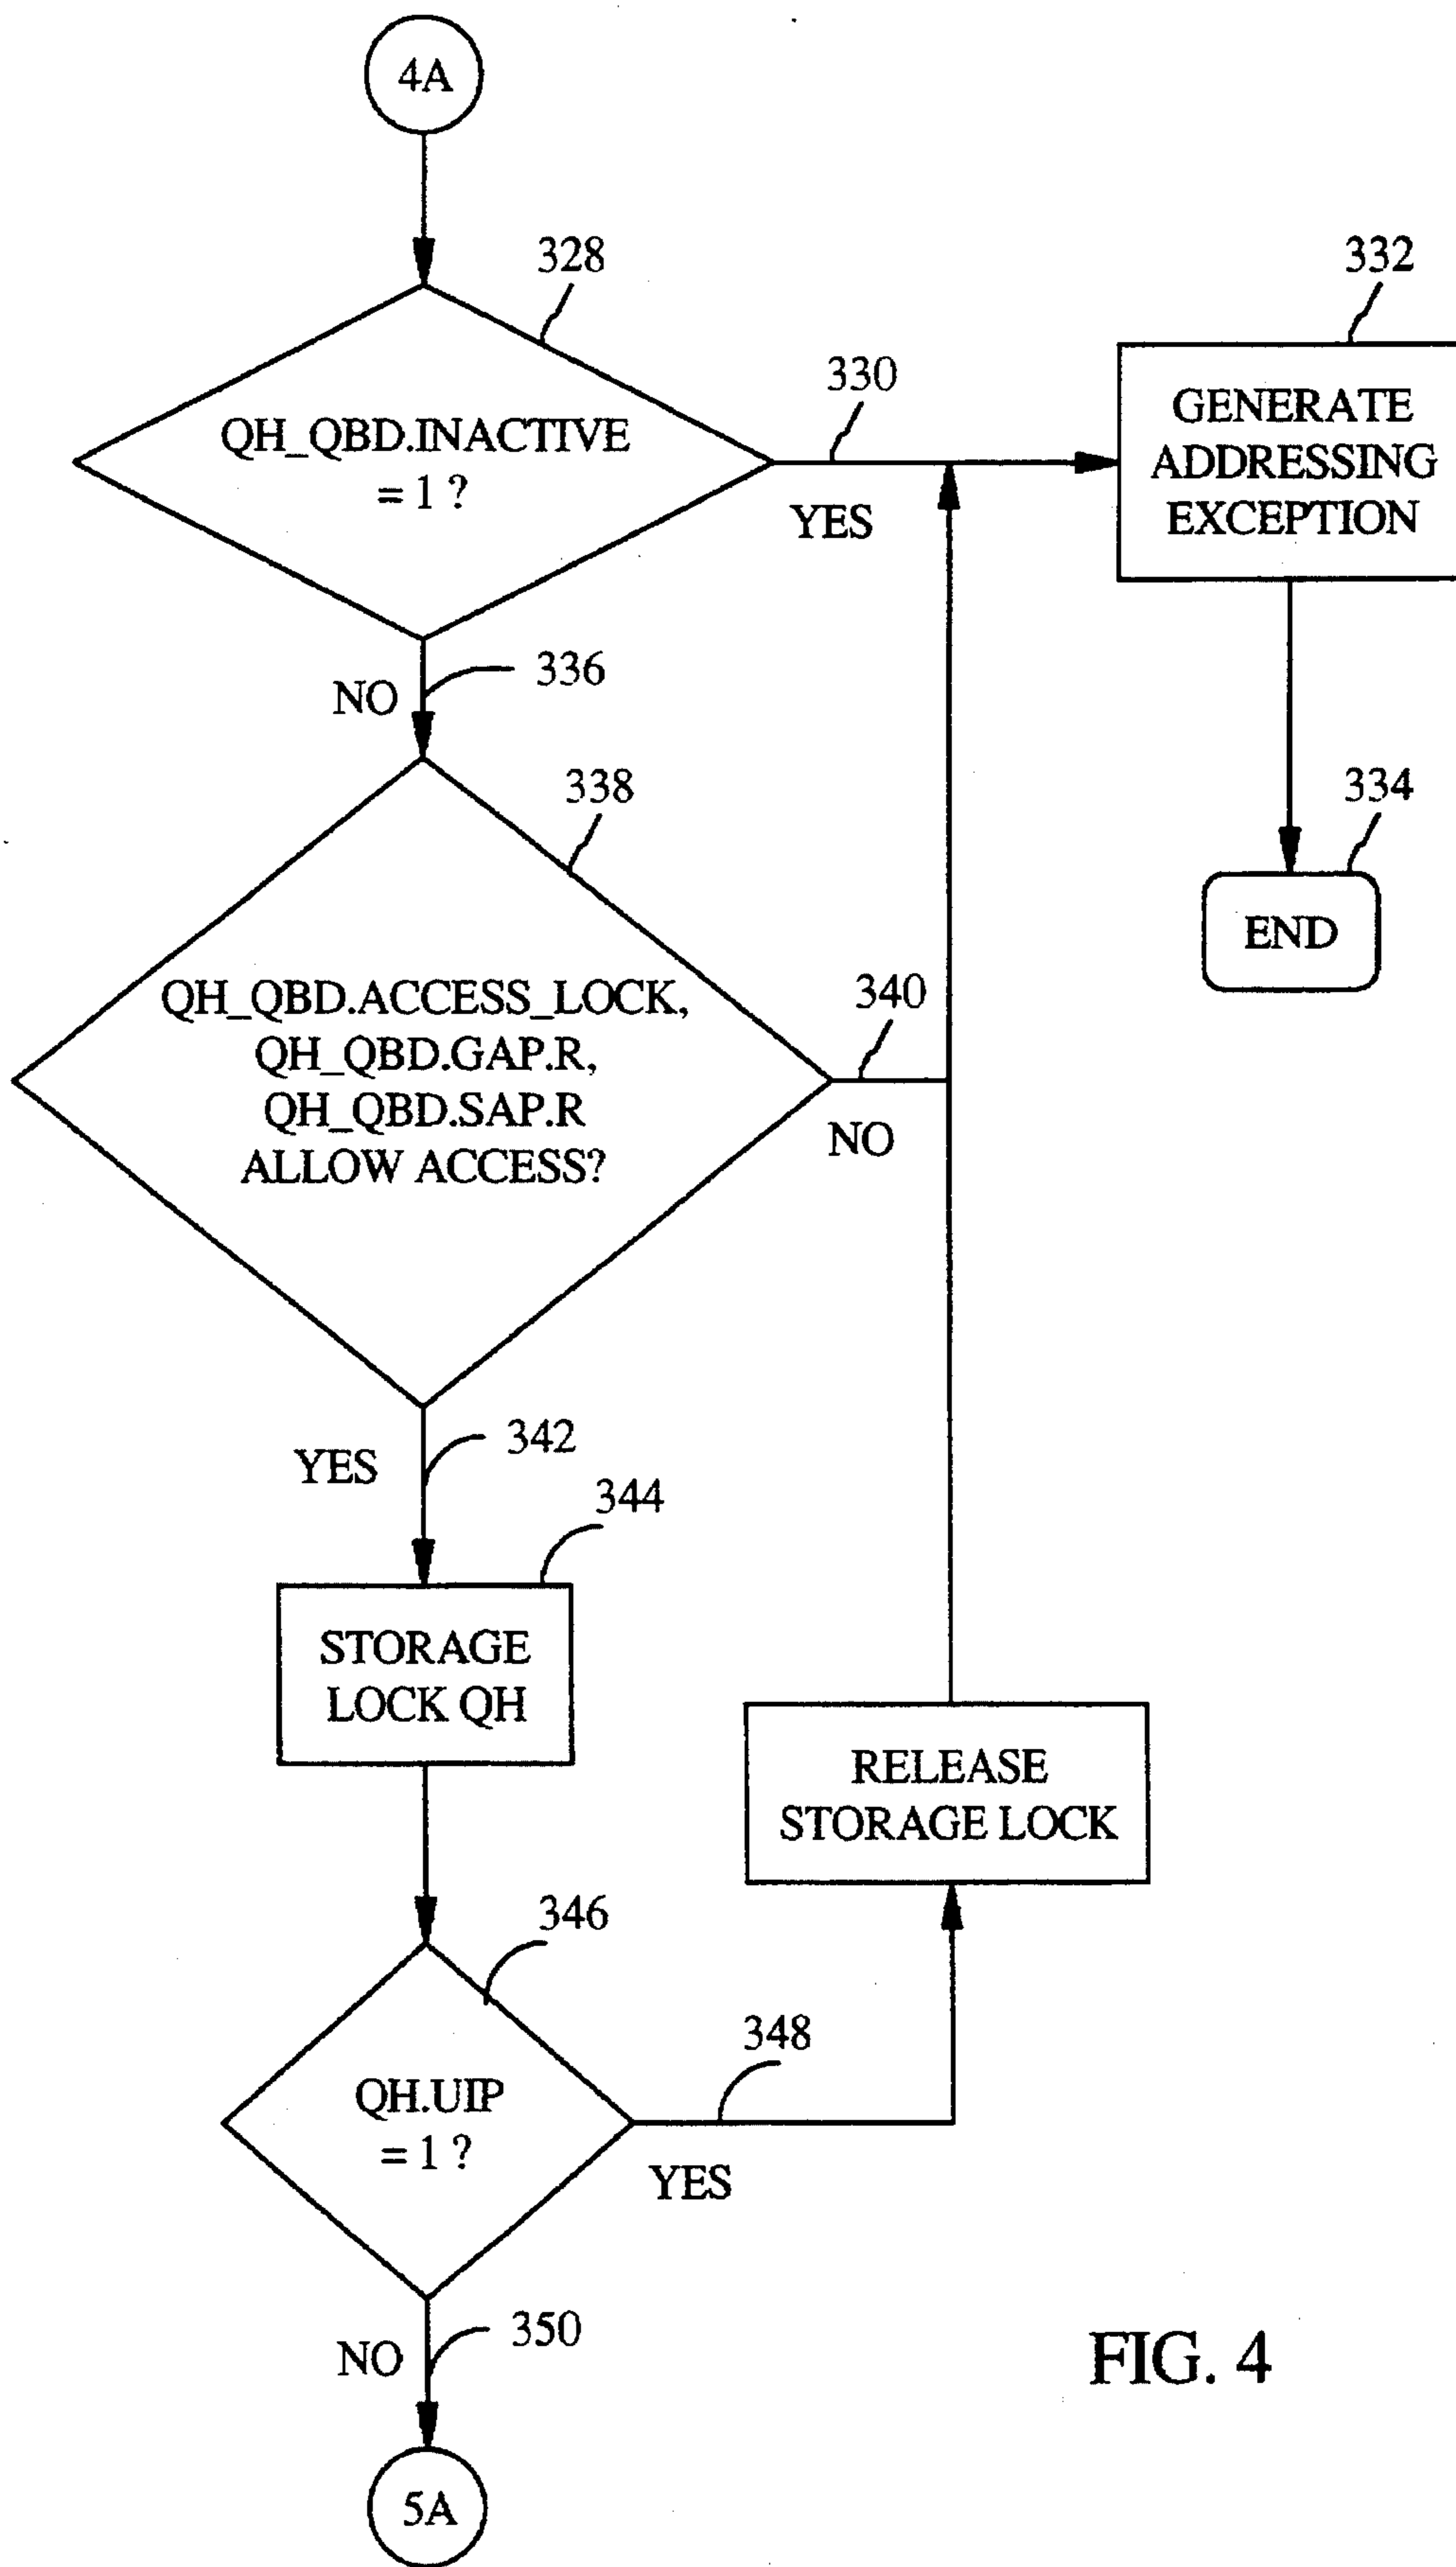 4A
328
332
330
QH_QBD.INACTIVE
= 1 ?
YES
GENERATE
ADDRESSING
EXCEPTION
336
NO
338
334
END
QH_QBD.ACCESS_LOCK,
QH_QBD.GAP.R,
QH_QBD.SAP.R
ALLOW ACCESS?
340
NO
342
YES
344
STORAGE
LOCK QH
RELEASE
STORAGE LOCK
346
348
QH.UIP
= 1 ?
YES
350
NO
FIG. 4
5A